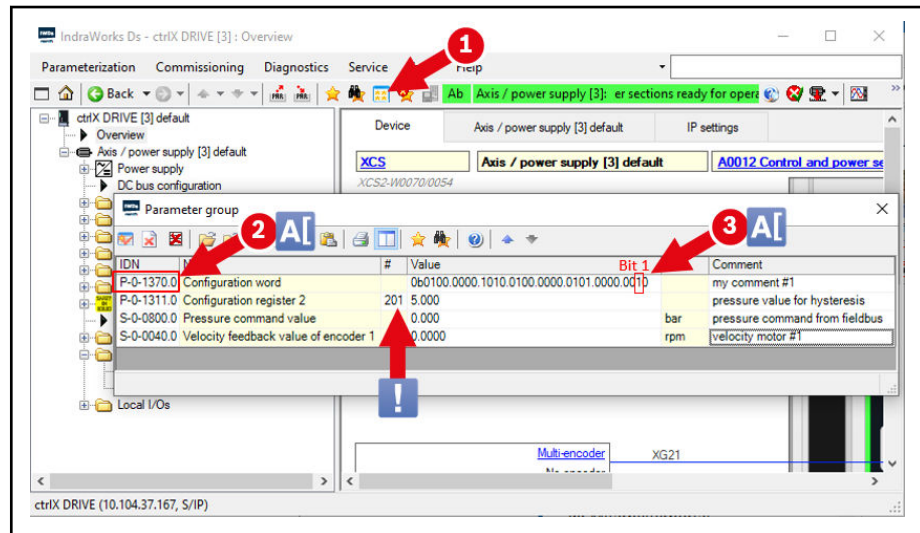 IndraWorks Ds - ctrlX DRIVE [3] : Overview
1
Parameterization Commissioning Diagnostics Service Help
Back Ab Axis / power supply [3]: er sections ready for opera
ctrlX DRIVE [3] default
Overview
Axis / power supply [3] default
Power supply
DC bus configuration
Device Axis / power supply [3] default IP settings
XCS Axis / power supply [3] default A0012 Control and power se
XCS2-W0070/0054
Parameter group
2 A[ 3 A[
IDN # Value Bit 1 Comment
P-0-1370.0 Configuration word 0b0100.0000.1010.0100.0000.0101.0000.0010 my comment #1
P-0-1311.0 Configuration register 2 201 5.000 pressure value for hysteresis
S-0-0800.0 Pressure command value 0.000 bar pressure command from fieldbus
S-0-0040.0 Velocity feedback value of encoder 1 0.0000 rpm velocity motor #1
!
Local I/Os
Multi-encoder XG21
ctrlX DRIVE (10.104.37.167, S/IP)